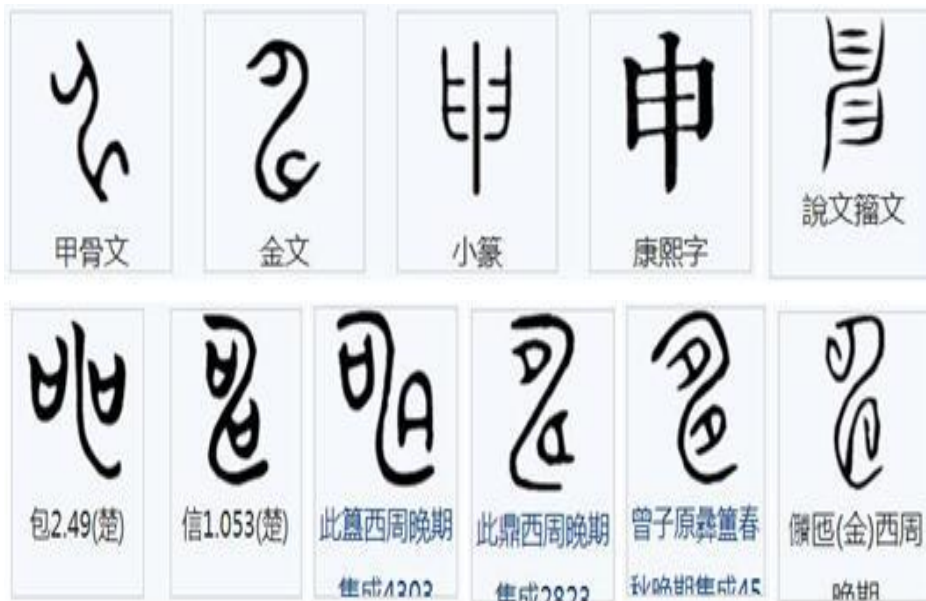 申
甲骨文
金文
小篆
康熙字
說文籀文
包2.49(楚)
信1.053(楚)
此簋西周晚期
集成4303
此鼎西周晚期
集成2823
曾子原彝簠春
秋晚期集成45
儼匜(金)西周
晚期